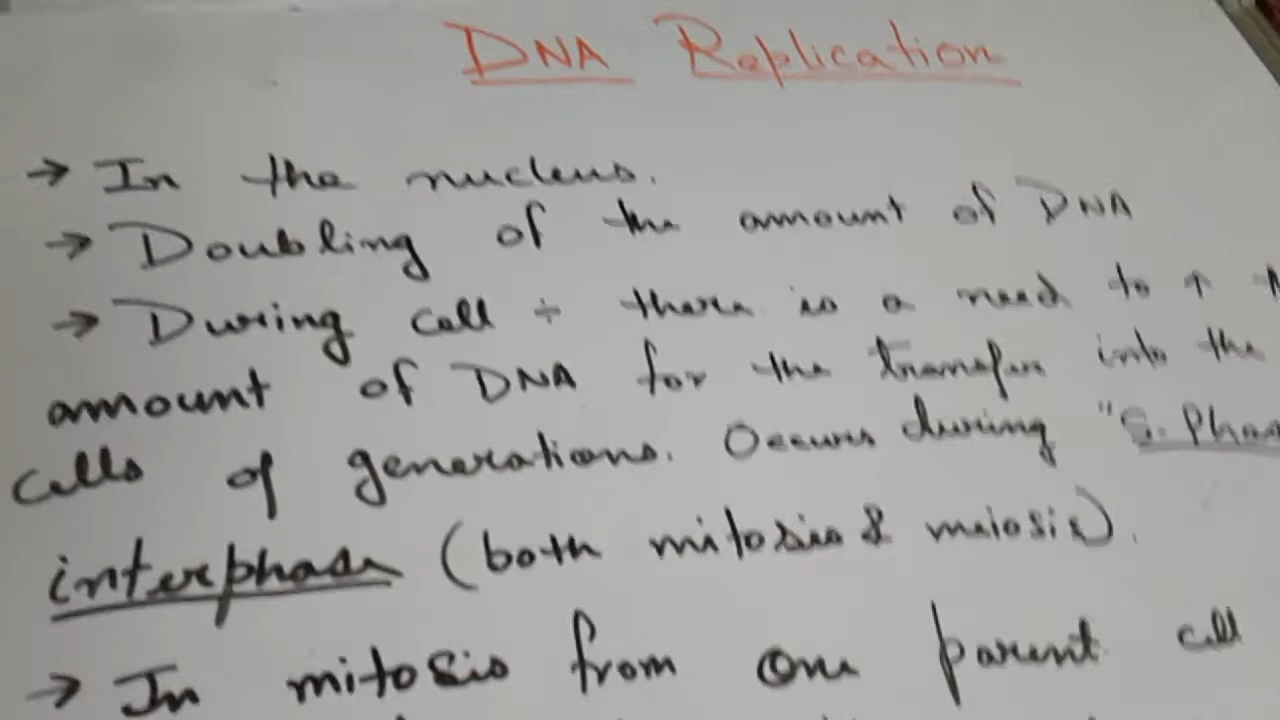 DNA Replication
→ In the nucleus.
→ Doubling of the amount of DNA
→ During cell ÷ there is a need to ↑
amount of DNA for the transfer into the
cells of generations. Occurs during "S-Phas
interphase (both mitosis & meiosis).
→ In mitosis from one parent cell